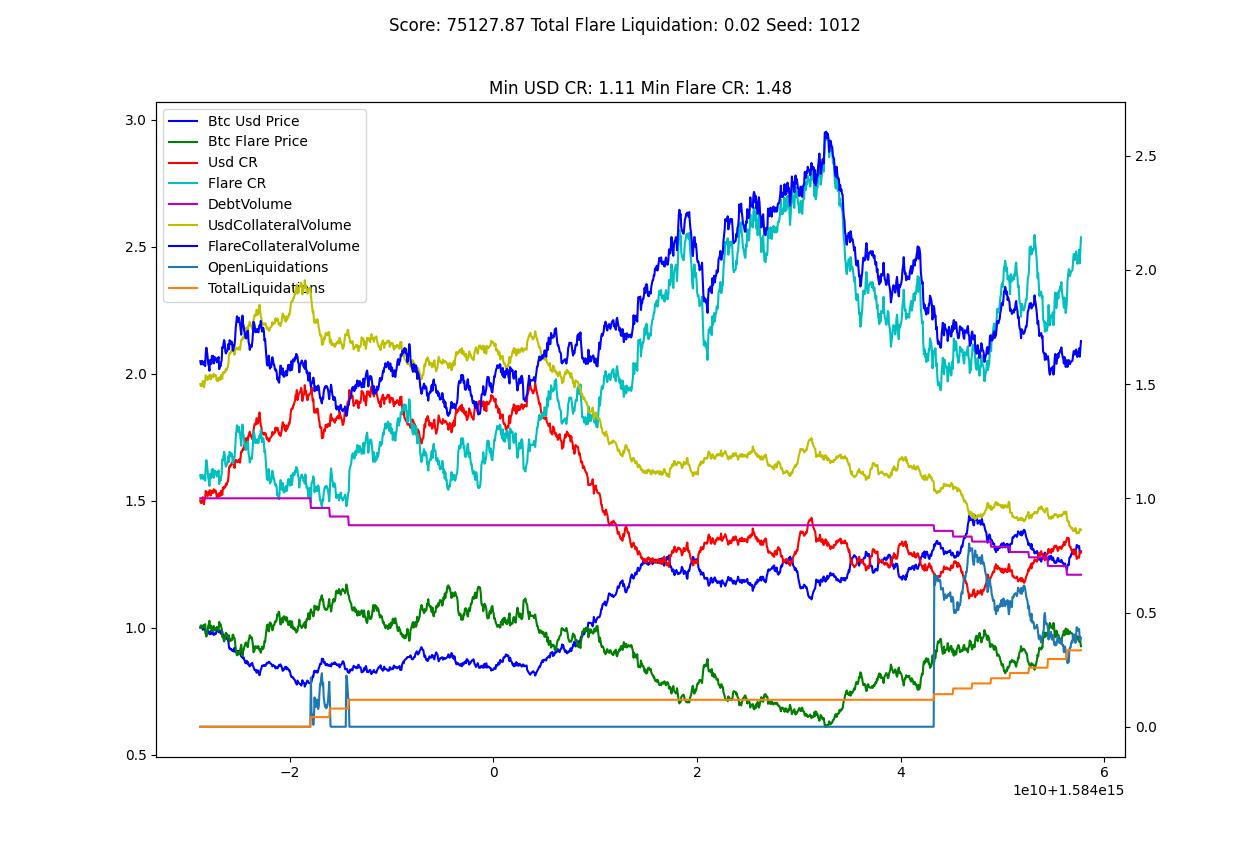 Score: 75127.87 Total Flare Liquidation: 0.02 Seed: 1012
Min USD CR: 1.11 Min Flare CR: 1.48
Btc Usd Price
Btc Flare Price
Usd CR
Flare CR
DebtVolume
UsdCollateralVolume
FlareCollateralVolume
OpenLiquidations
TotalLiquidations
3.0
2.5
2.0
1.5
1.0
0.5
2.5
2.0
1.5
1.0
0.5
0.0
−2
0
2
4
6
1e10+1.584e15